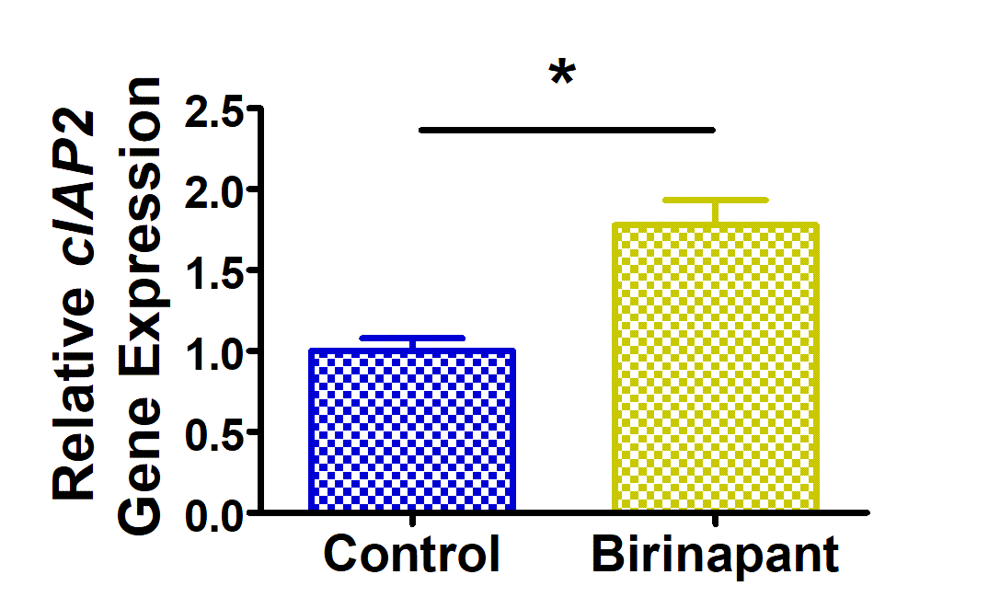 *
Relative cIAP2
Gene Expression
2.5
2.0
1.5
1.0
0.5
0.0
Control Birinapant